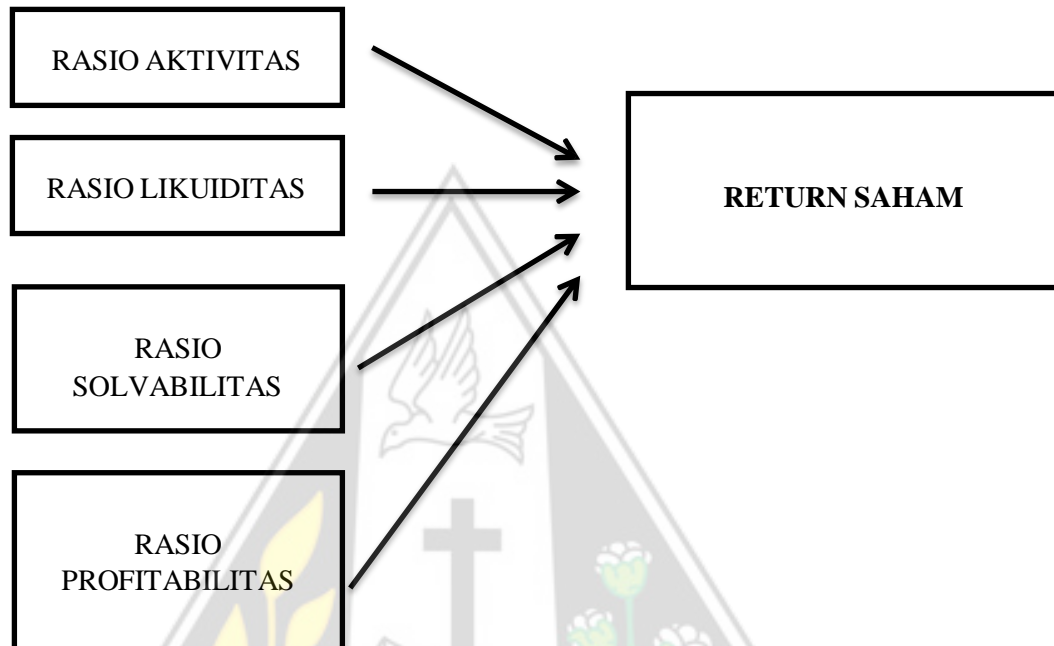 RASIO AKTIVITAS
RASIO LIKUIDITAS
RETURN SAHAM
RASIO
SOLVABILITAS
RASIO
PROFITABILITAS